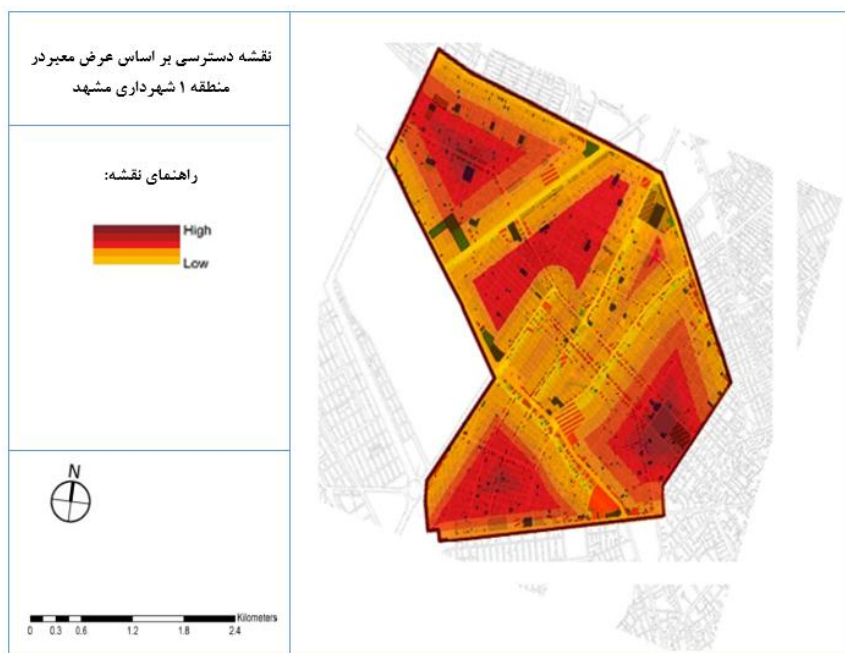 نقشه دسترسی بر اساس عرض معبردر
منطقه ۱ شهرداری مشهد
راهنمای نقشه:
High
Low
N
Kilometers
0 0.3 0.6 1.2 1.8 2.4